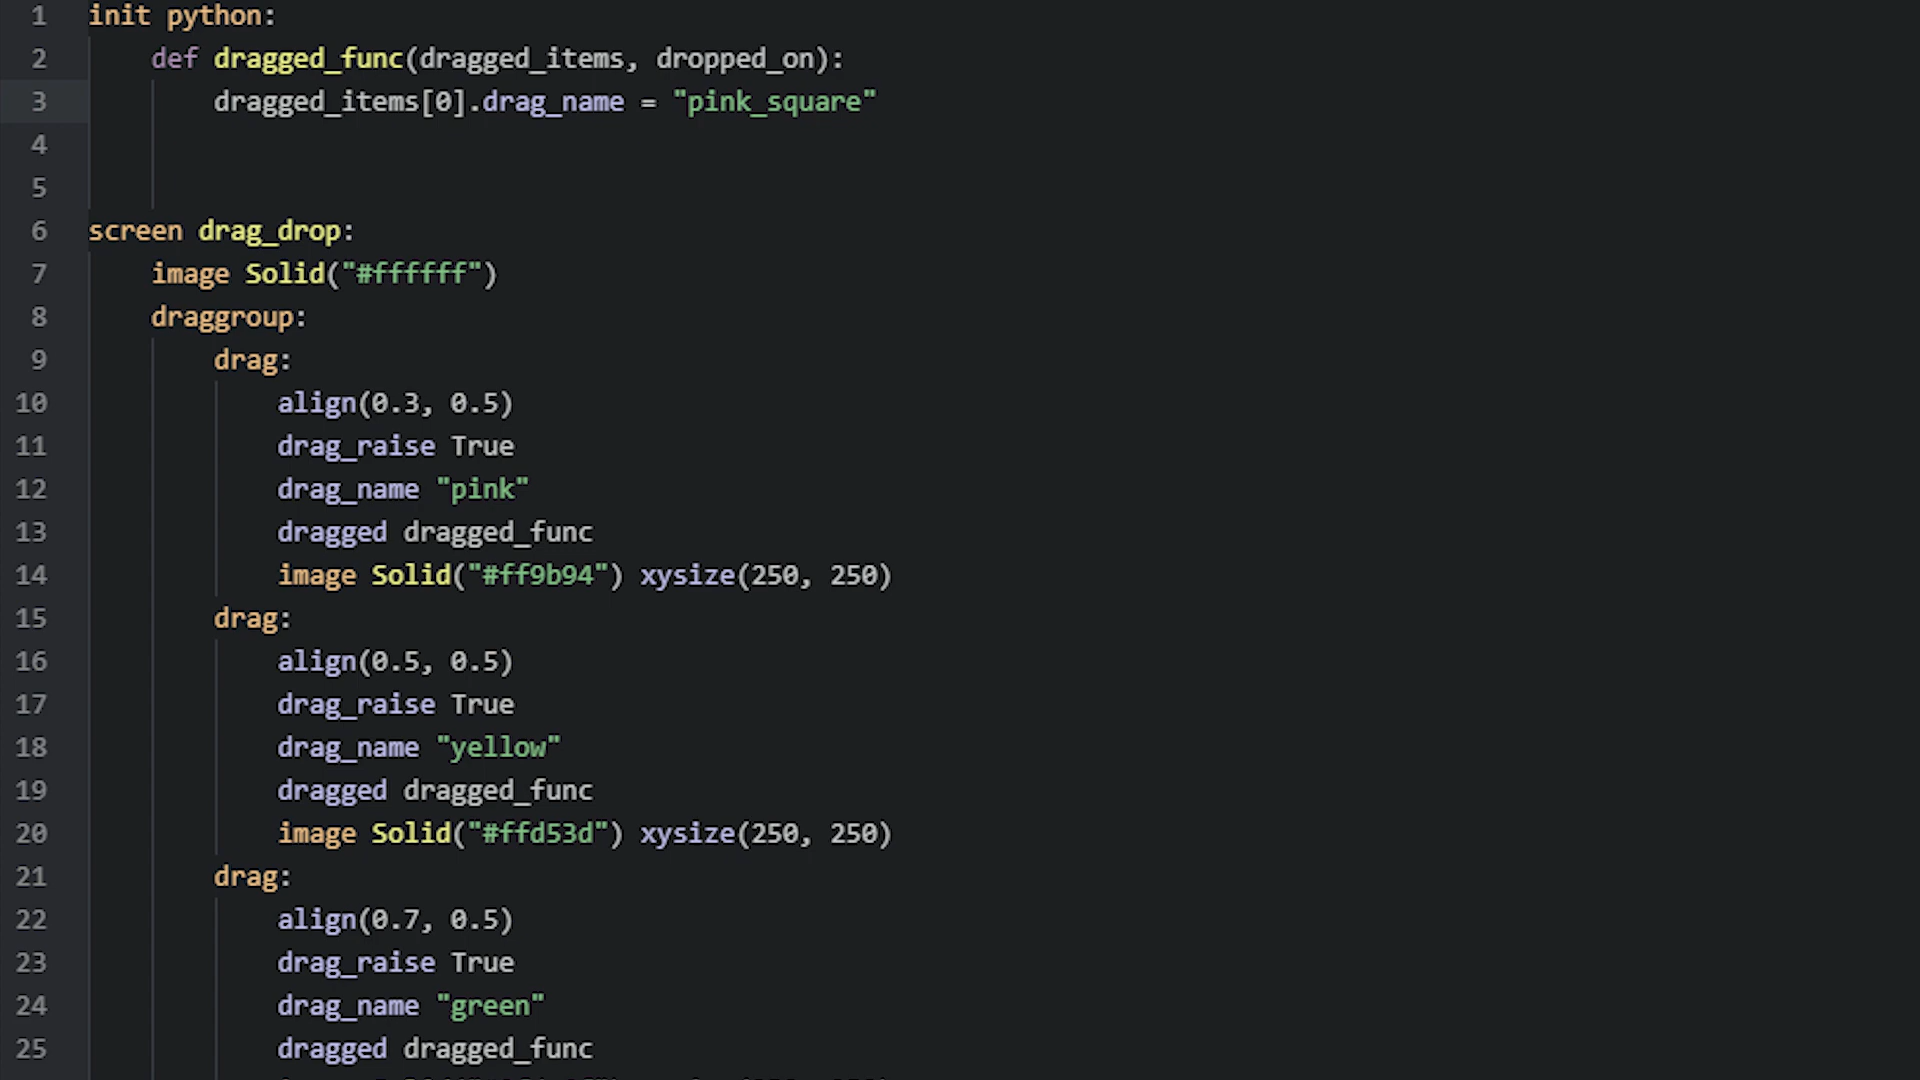 1 init python:
2     def dragged_func(dragged_items, dropped_on):
3         dragged_items[0].drag_name = "pink_square"
4
5
6 screen drag_drop:
7     image Solid("#ffffff")
8     draggroup:
9         drag:
10             align(0.3, 0.5)
11             drag_raise True
12             drag_name "pink"
13             dragged dragged_func
14             image Solid("#ff9b94") xysize(250, 250)
15         drag:
16             align(0.5, 0.5)
17             drag_raise True
18             drag_name "yellow"
19             dragged dragged_func
20             image Solid("#ffd53d") xysize(250, 250)
21         drag:
22             align(0.7, 0.5)
23             drag_raise True
24             drag_name "green"
25             dragged dragged_func